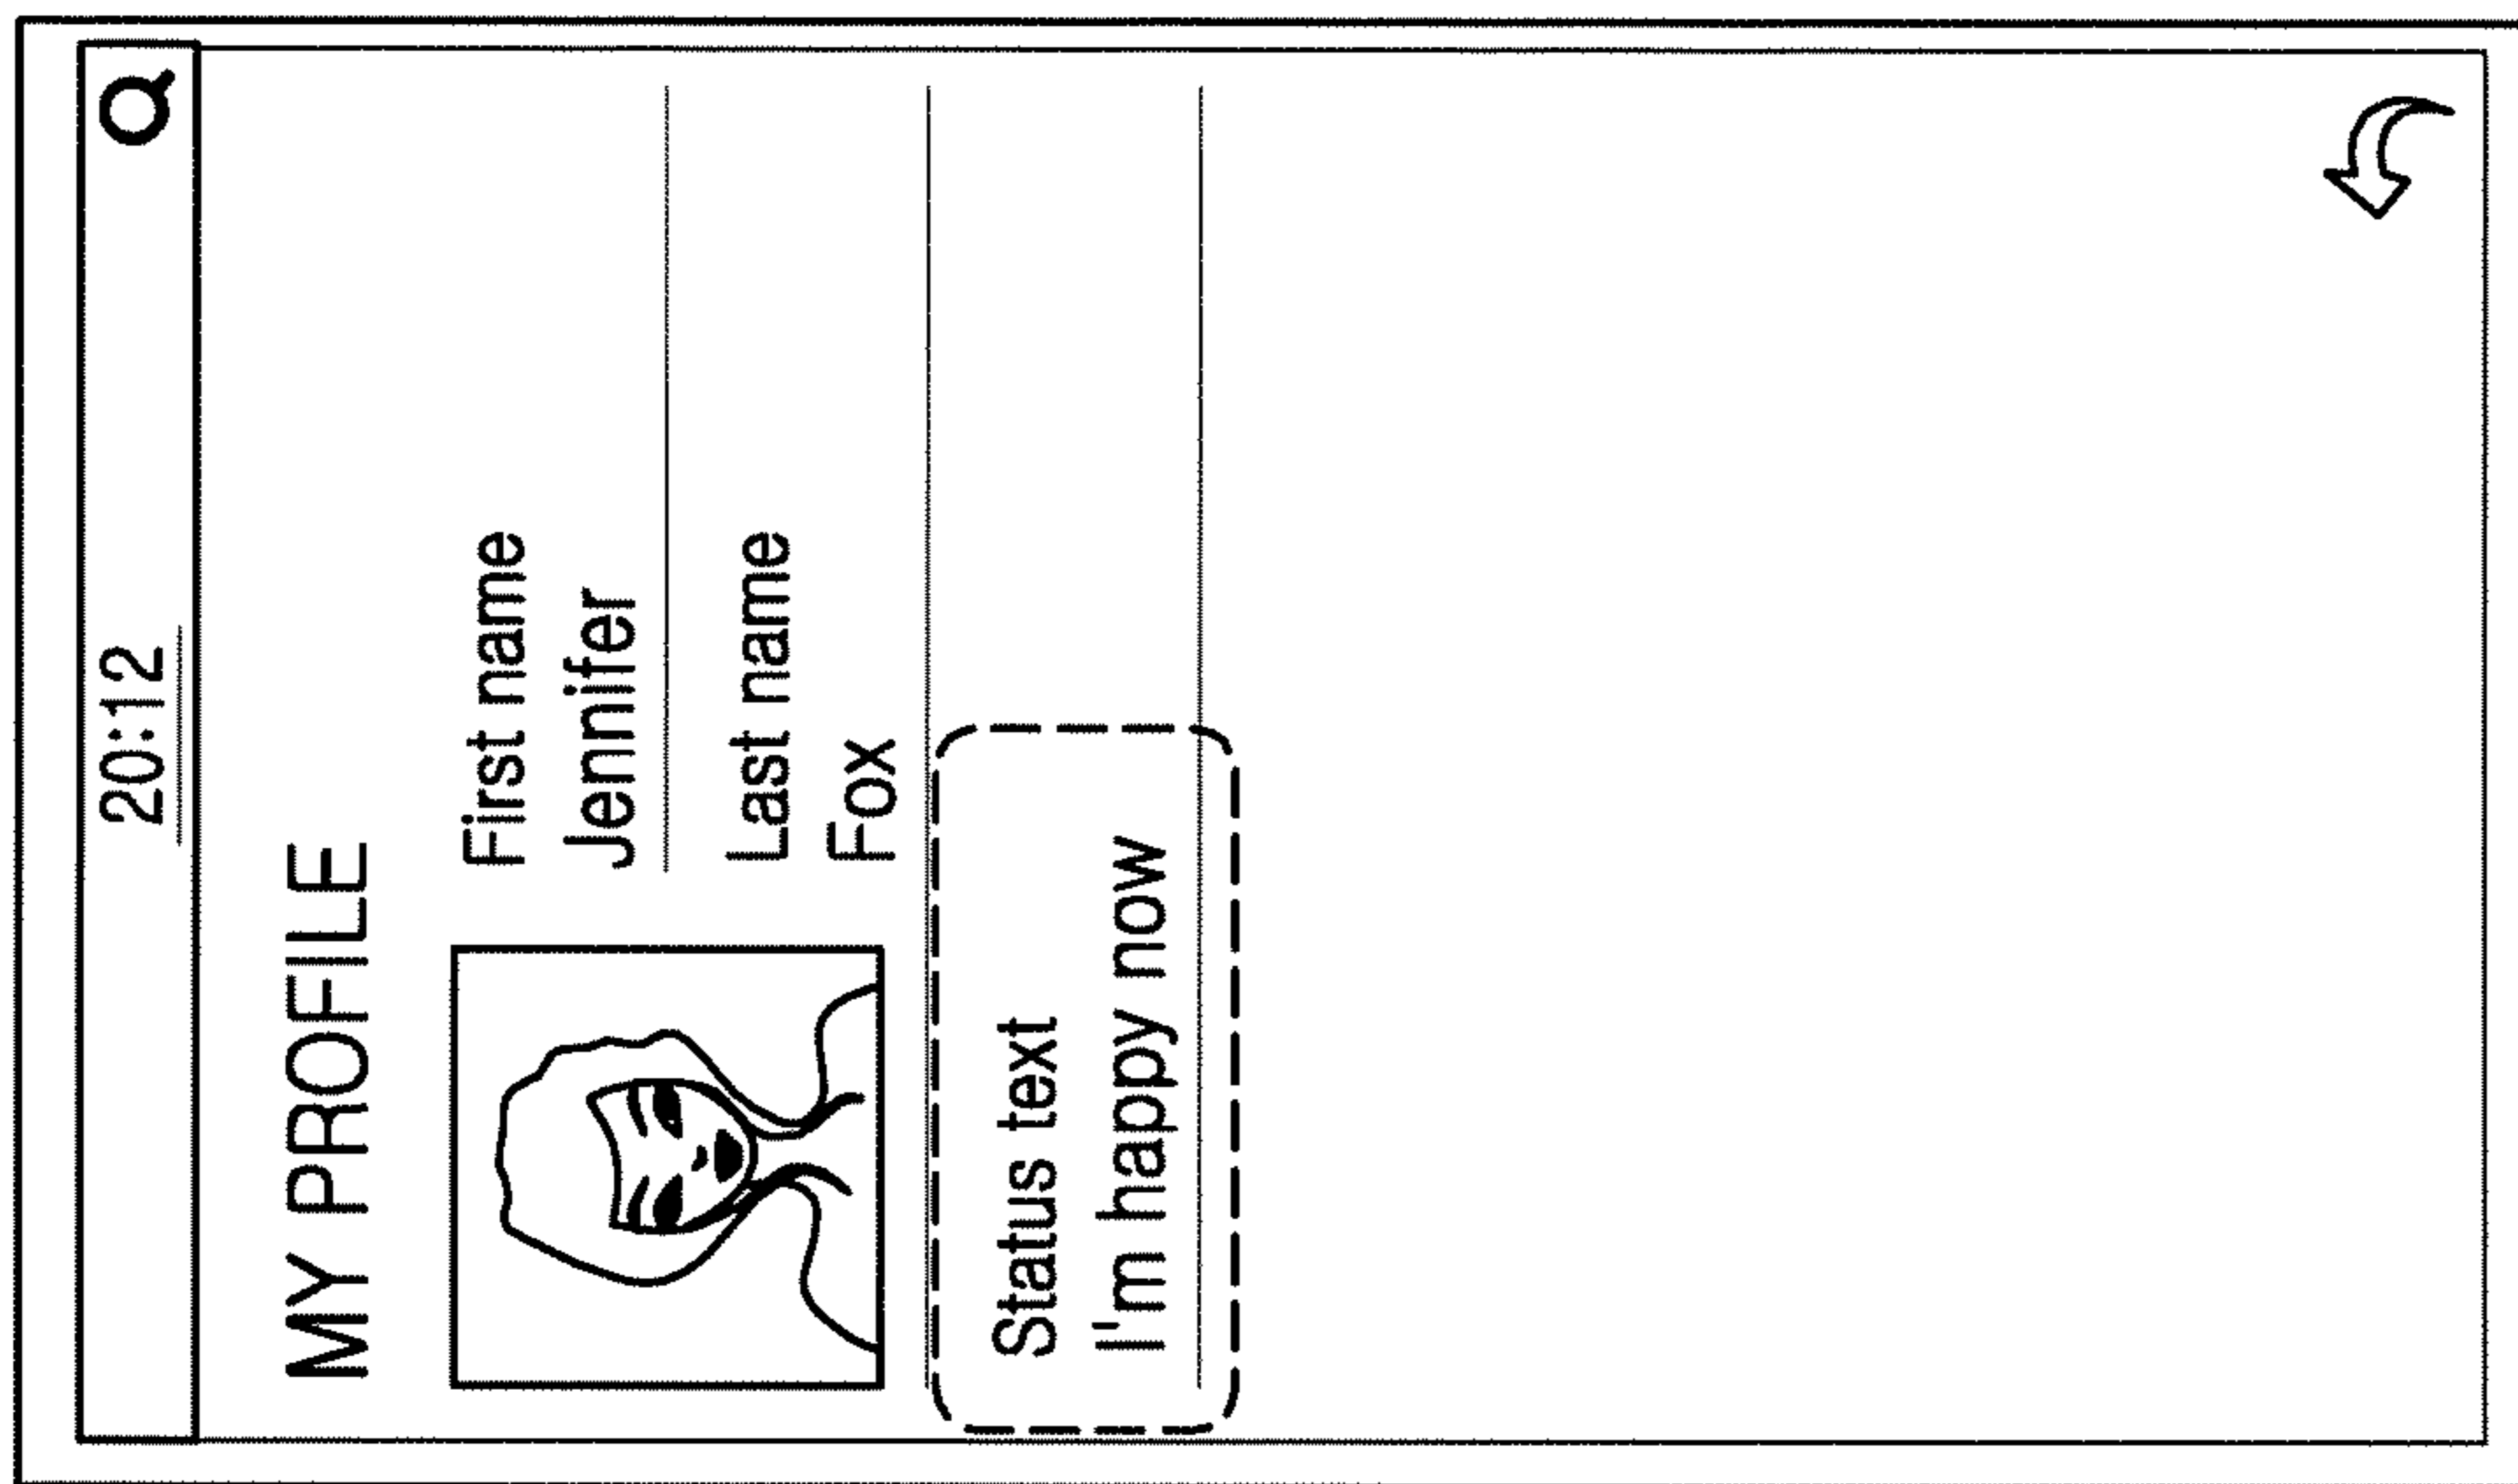 20:12
MY PROFILE
First name
Jennifer
Last name
Fox
Status text
I'm happy now